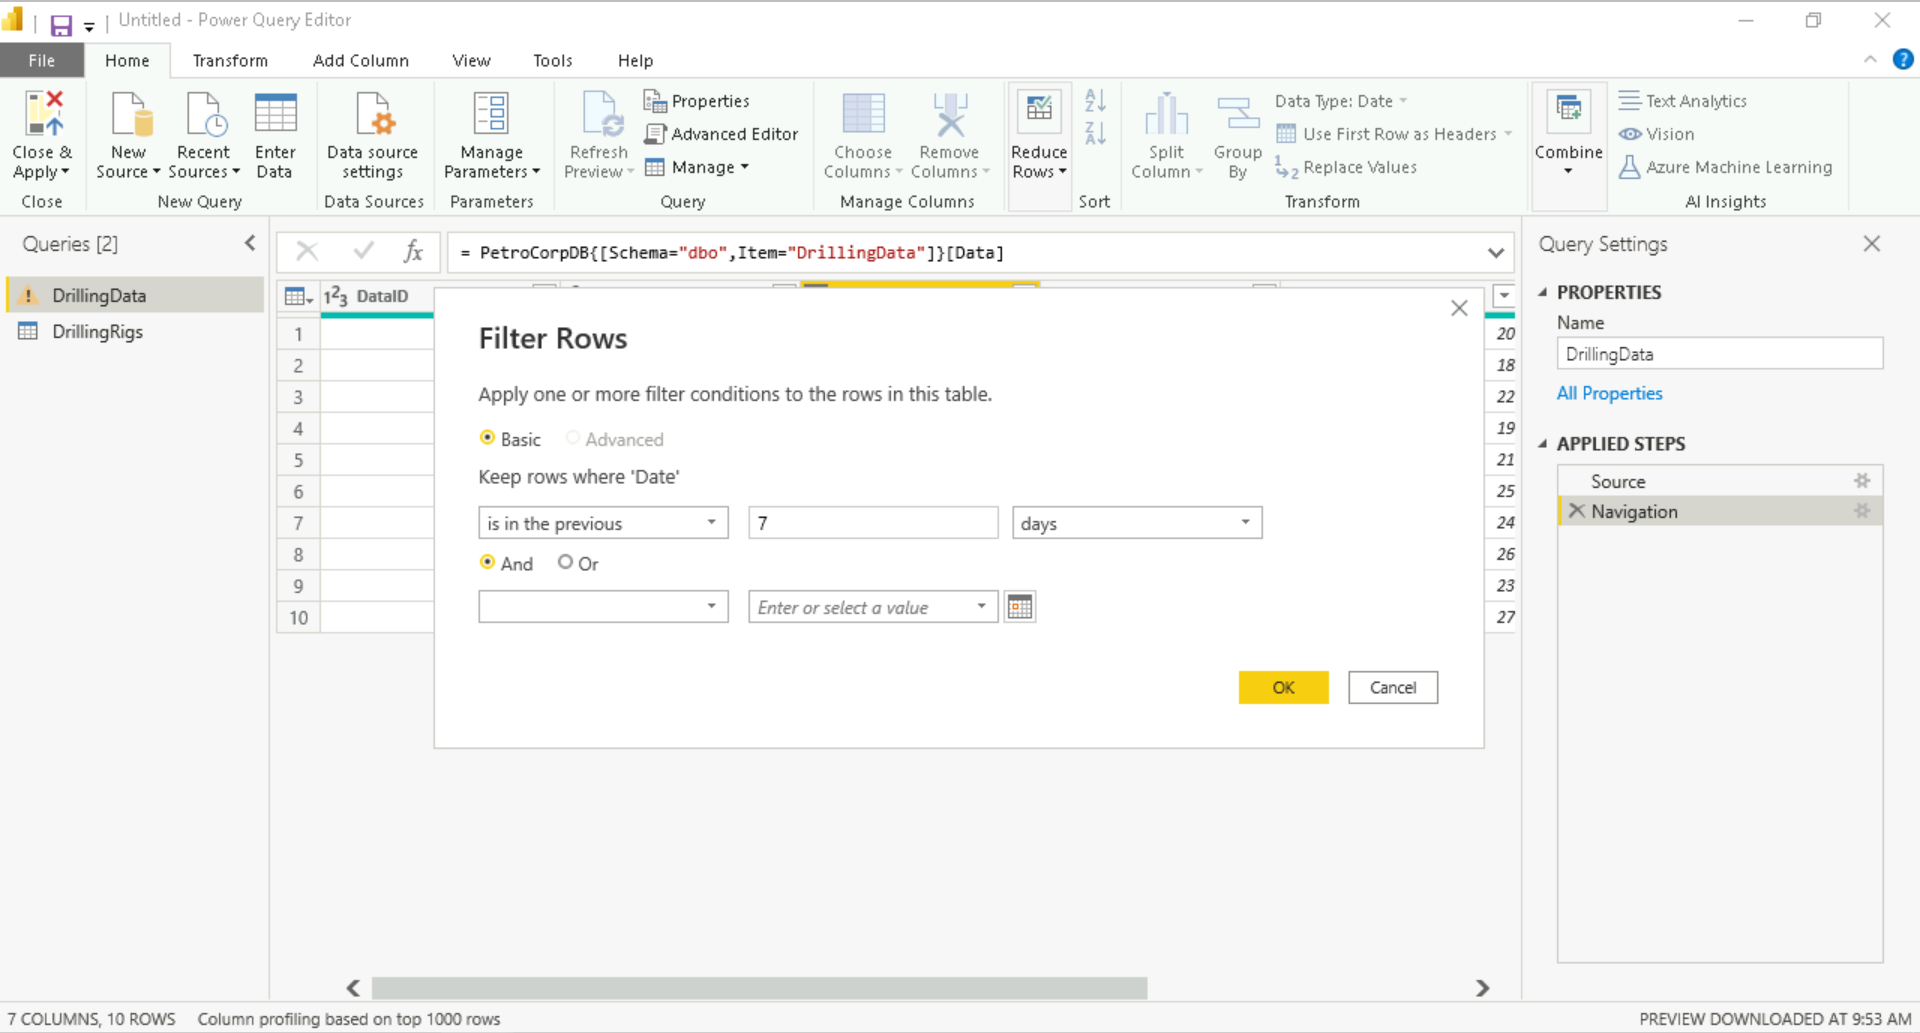 Untitled - Power Query Editor
File Home Transform Add Column View Tools Help
Close & Apply
Close
New Source
Recent Sources
Enter Data
New Query
Data source settings
Data Sources
Manage Parameters
Parameters
Refresh Preview
Properties
Advanced Editor
Manage
Query
Choose Columns
Remove Columns
Manage Columns
Reduce Rows
Sort
Split Column
Group By
Data Type: Date
Use First Row as Headers
Replace Values
Transform
Combine
Text Analytics
Vision
Azure Machine Learning
AI Insights
Queries [2]
DrillingData
DrillingRigs
fx
= PetroCorpDB{[Schema="dbo",Item="DrillingData"]}[Data]
123 DataID
1 20
2 18
3 22
4 19
5 21
6 25
7 24
8 26
9 23
10 27
Filter Rows
Apply one or more filter conditions to the rows in this table.
Basic Advanced
Keep rows where 'Date'
is in the previous 7 days
And Or
Enter or select a value
OK Cancel
Query Settings
PROPERTIES
Name
DrillingData
All Properties
APPLIED STEPS
Source
Navigation
7 COLUMNS, 10 ROWS Column profiling based on top 1000 rows
PREVIEW DOWNLOADED AT 9:53 AM